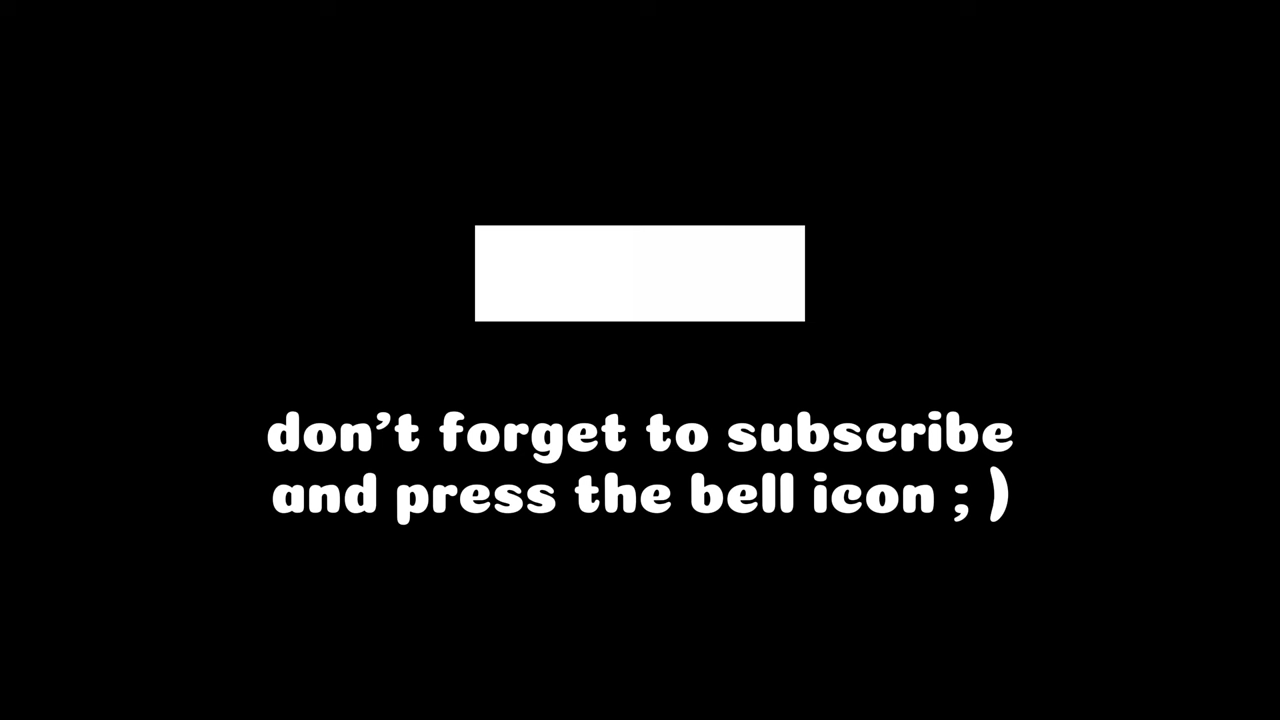 don’t forget to subscribe
and press the bell icon ; )